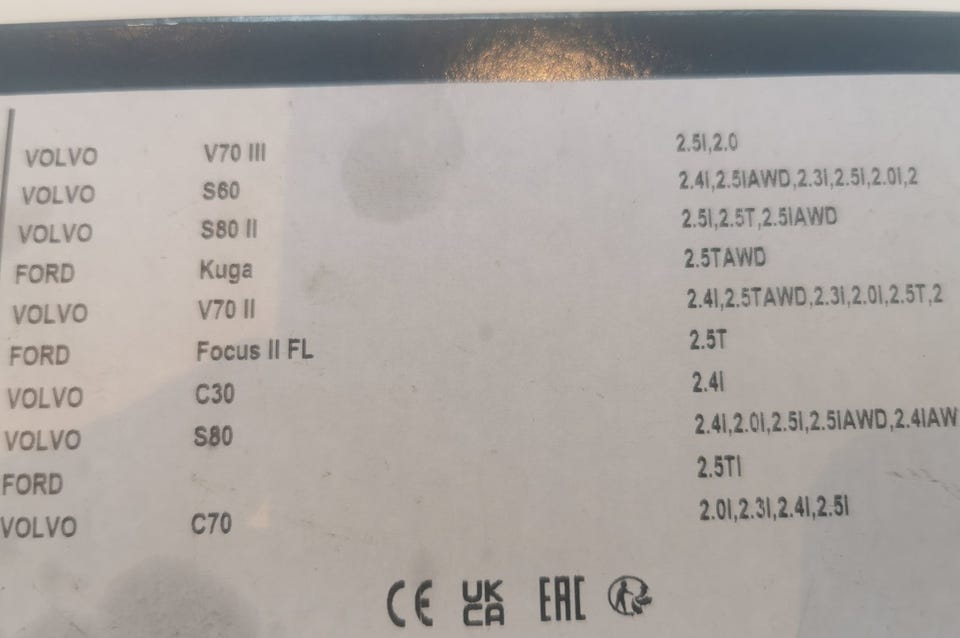 VOLVO V70 III 2.5I,2.0
VOLVO S60 2.4I,2.5IAWD,2.3I,2.5I,2.0I,2
VOLVO S80 II 2.5I,2.5T,2.5IAWD
FORD Kuga 2.5TAWD
VOLVO V70 II 2.4I,2.5TAWD,2.3I,2.0I,2.5T,2
FORD Focus II FL 2.5T
VOLVO C30 2.4I
VOLVO S80 2.4I,2.0I,2.5I,2.5IAWD,2.4IAW
FORD 2.5TI
VOLVO C70 2.0I,2.3I,2.4I,2.5I
CE UK CA EAC